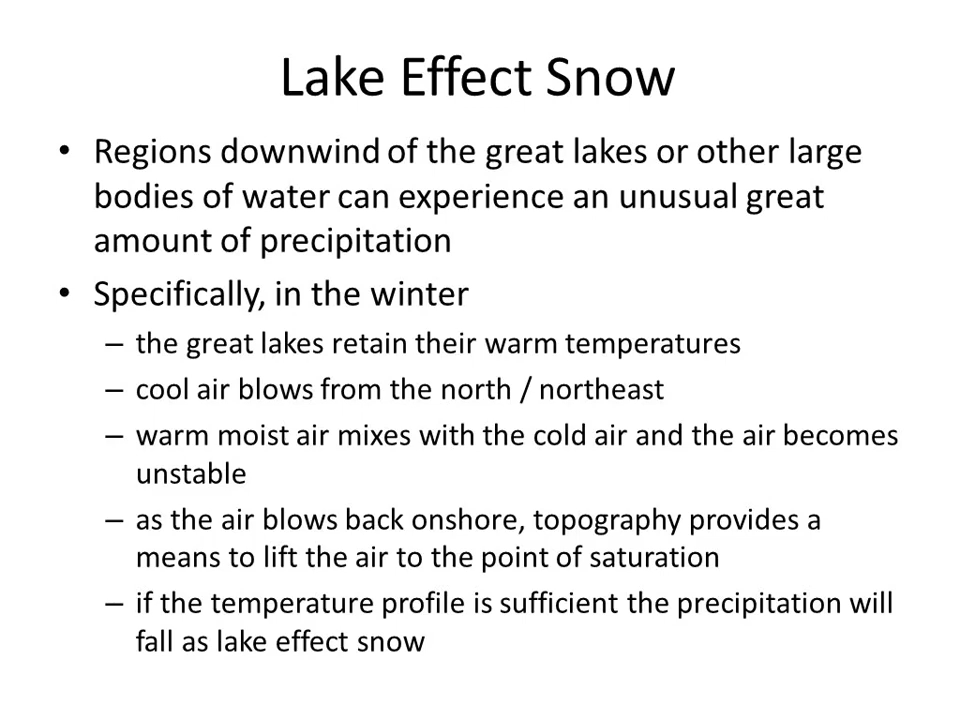 Lake Effect Snow
• Regions downwind of the great lakes or other large
bodies of water can experience an unusual great
amount of precipitation
• Specifically, in the winter
– the great lakes retain their warm temperatures
– cool air blows from the north / northeast
– warm moist air mixes with the cold air and the air becomes
unstable
– as the air blows back onshore, topography provides a
means to lift the air to the point of saturation
– if the temperature profile is sufficient the precipitation will
fall as lake effect snow